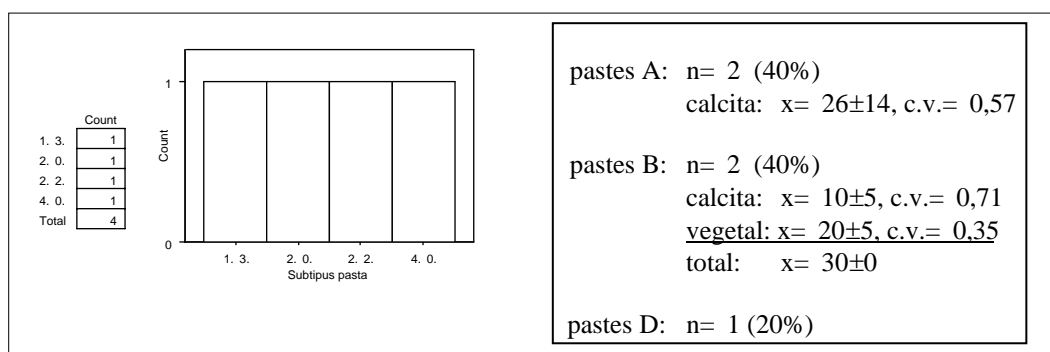 Count
1. 3. 1
2. 0. 1
2. 2. 1
4. 0. 1
Total 4
Count
1
0
1. 3. 2. 0. 2. 2. 4. 0.
Subtipus pasta
pastes A: n= 2 (40%)
calcita: x= 26±14, c.v.= 0,57
pastes B: n= 2 (40%)
calcita: x= 10±5, c.v.= 0,71
vegetal: x= 20±5, c.v.= 0,35
total: x= 30±0
pastes D: n= 1 (20%)